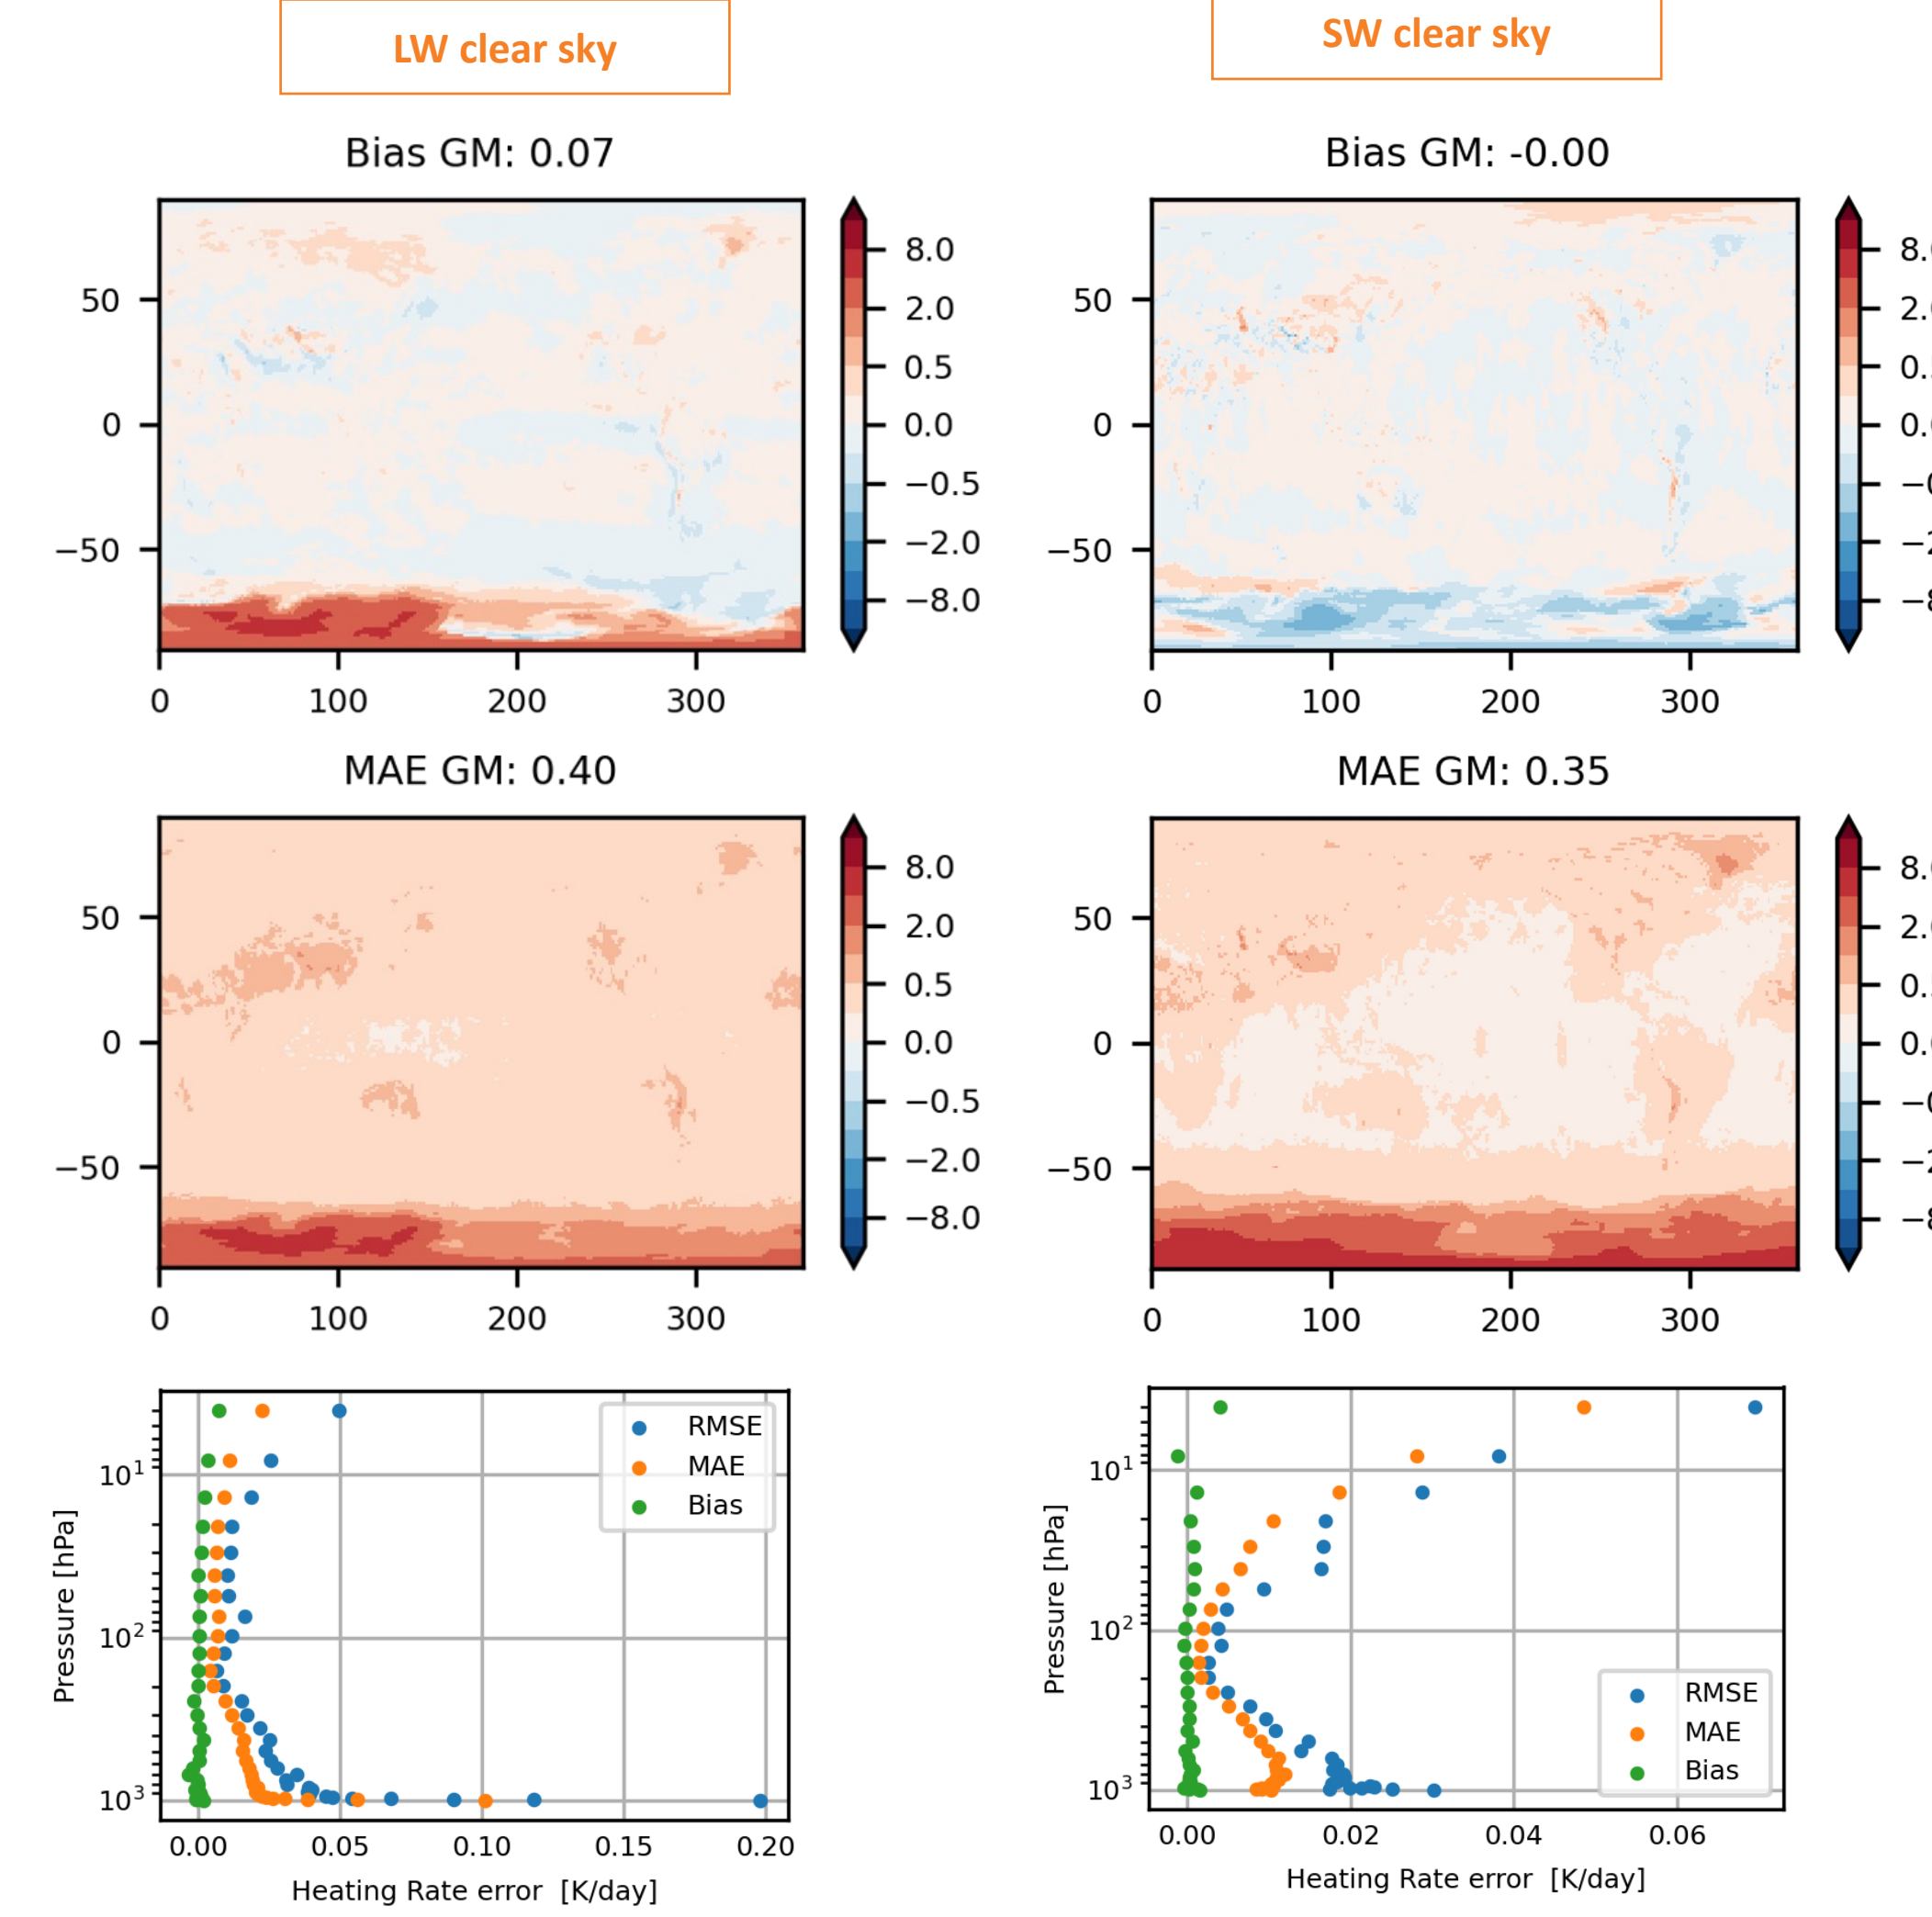 LW clear sky
SW clear sky
Bias GM: 0.07
50
0
−50
0 100 200 300
8.0
2.0
0.5
0.0
−0.5
−2.0
−8.0
Bias GM: -0.00
50
0
−50
0 100 200 300
MAE GM: 0.40
50
0
−50
0 100 200 300
8.0
2.0
0.5
0.0
−0.5
−2.0
−8.0
MAE GM: 0.35
50
0
−50
0 100 200 300
Pressure [hPa]
10¹
10²
10³
RMSE
MAE
Bias
0.00 0.05 0.10 0.15 0.20
Heating Rate error [K/day]
Pressure [hPa]
10¹
10²
10³
RMSE
MAE
Bias
0.00 0.02 0.04 0.06
Heating Rate error [K/day]